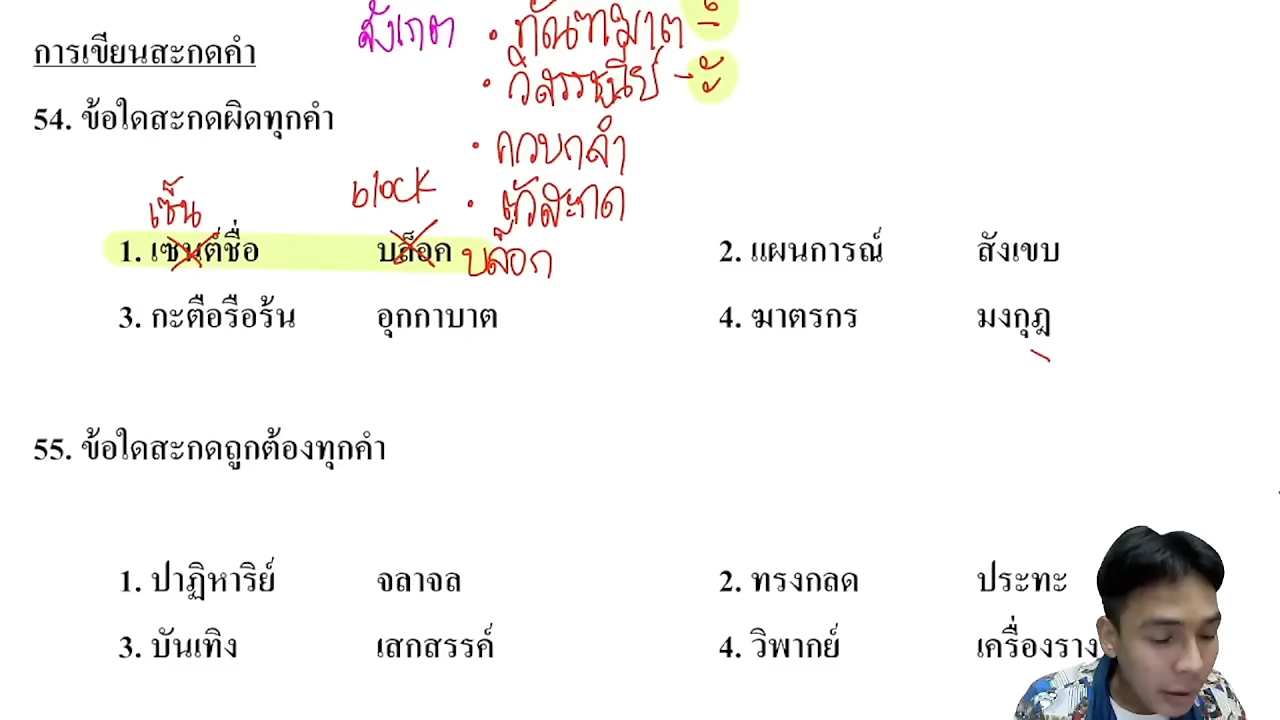 สังเกต • ทัณฑฆาต -์
การเขียนสะกดคำ
• วิสรรชนีย์ - ะ
54. ข้อใดสะกดผิดทุกคำ
• ควบกล้ำ
เซ็น block • ตัวสะกด
1. เซนต์ชื่อ บล็อค บล็อก 2. แผนการณ์ สังเขบ
3. กะตือรือร้น อุกกาบาต 4. ฆาตรกร มงกุฎ
55. ข้อใดสะกดถูกต้องทุกคำ
1. ปาฏิหาริย์ จลาจล 2. ทรงกลด ประทะ
3. บันเทิง เสกสรรค์ 4. วิพากย์ เครื่องราง